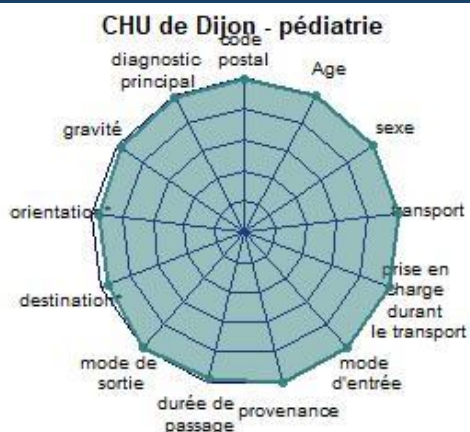 CHU de Dijon - pédiatrie
code
postal
Age
sexe
transport
prise en
charge
durant
le transport
mode
d'entrée
provenance
durée de
passage
mode de
sortie
destination
orientation
gravité
diagnostic
principal